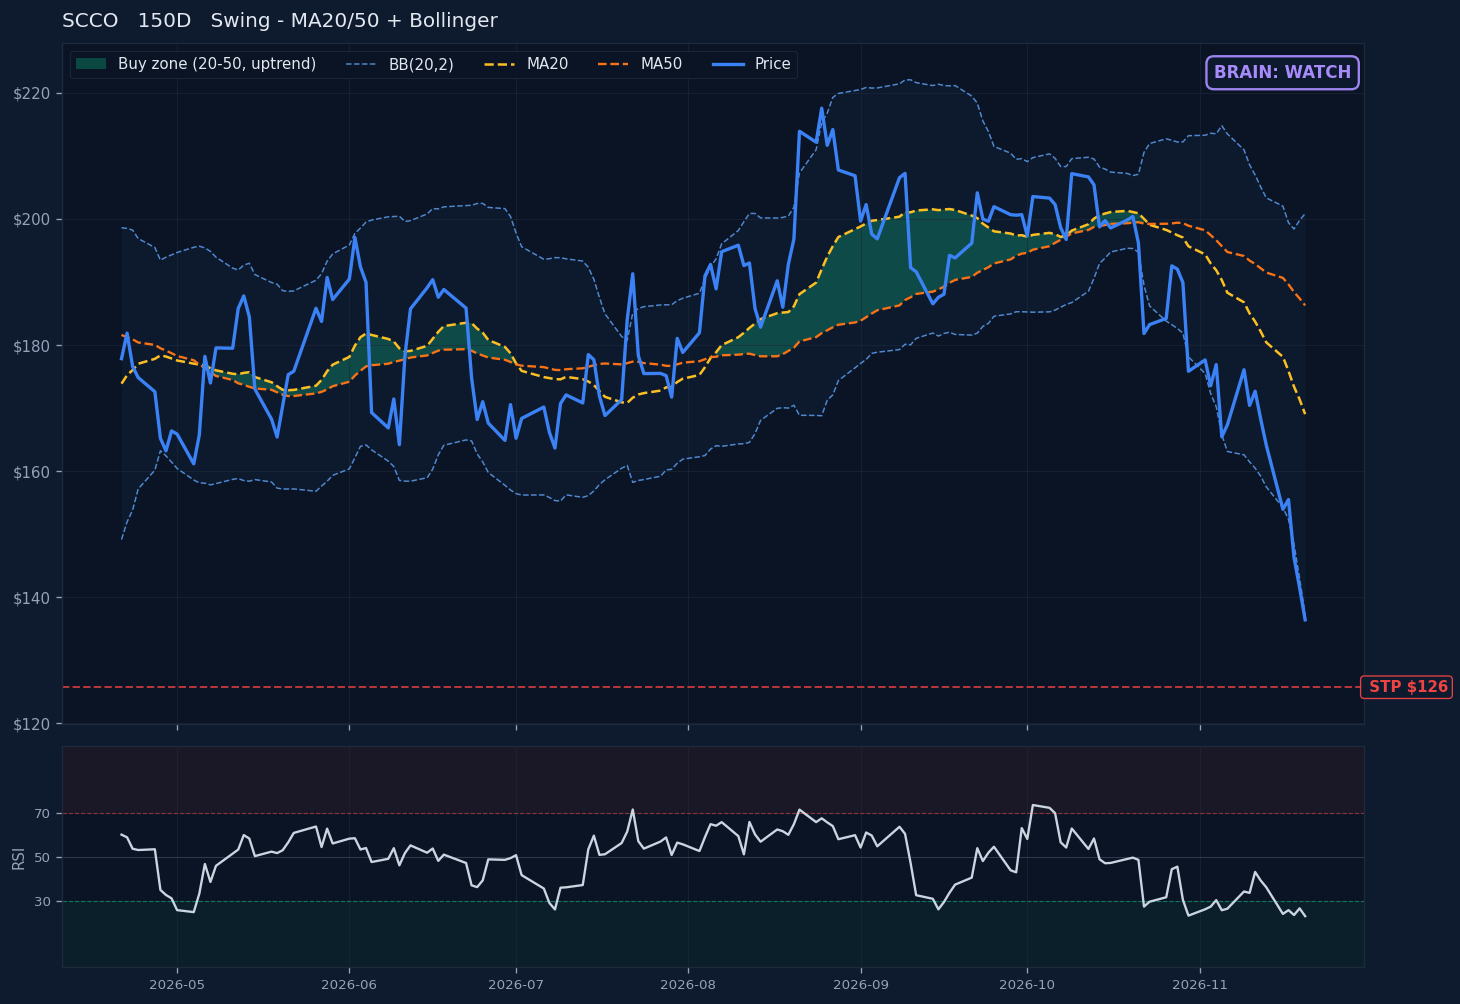 SCCO 150D Swing - MA20/50 + Bollinger
Buy zone (20-50, uptrend) BB(20,2) MA20 MA50 Price
BRAIN: WATCH
$220
$200
$180
$160
$140
STP $126
$120
70
50
30
RSI
2026-05 2026-06 2026-07 2026-08 2026-09 2026-10 2026-11